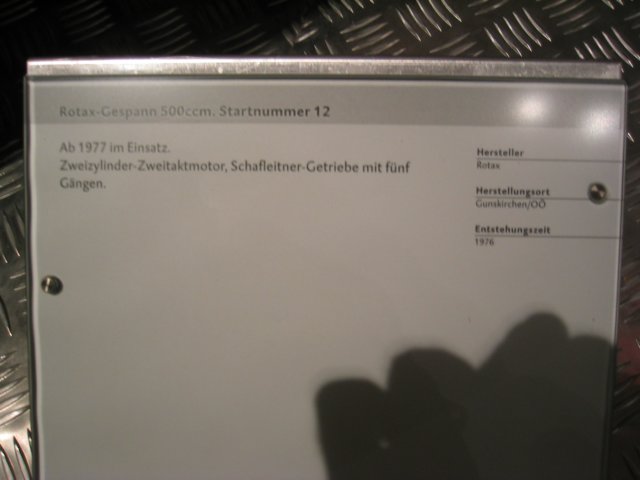 Rotax-Gespann 500ccm. Startnummer 12
Ab 1977 im Einsatz.
Zweizylinder-Zweitaktmotor, Schafleitner-Getriebe mit fünf
Gängen.
Hersteller
Rotax
Herstellungsort
Gunskirchen/OÖ
Entstehungszeit
1976